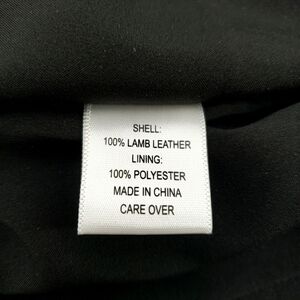 SHELL:
100% LAMB LEATHER
LINING:
100% POLYESTER
MADE IN CHINA
CARE OVER